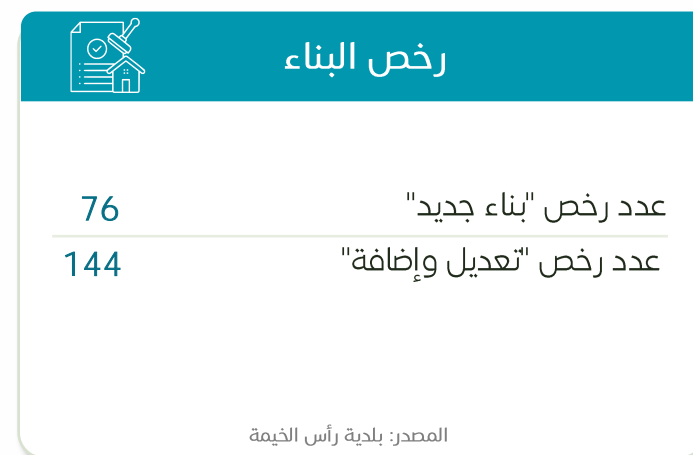 رخص البناء
عدد رخص "بناء جديد" 76
عدد رخص "تعديل وإضافة" 144
المصدر: بلدية رأس الخيمة